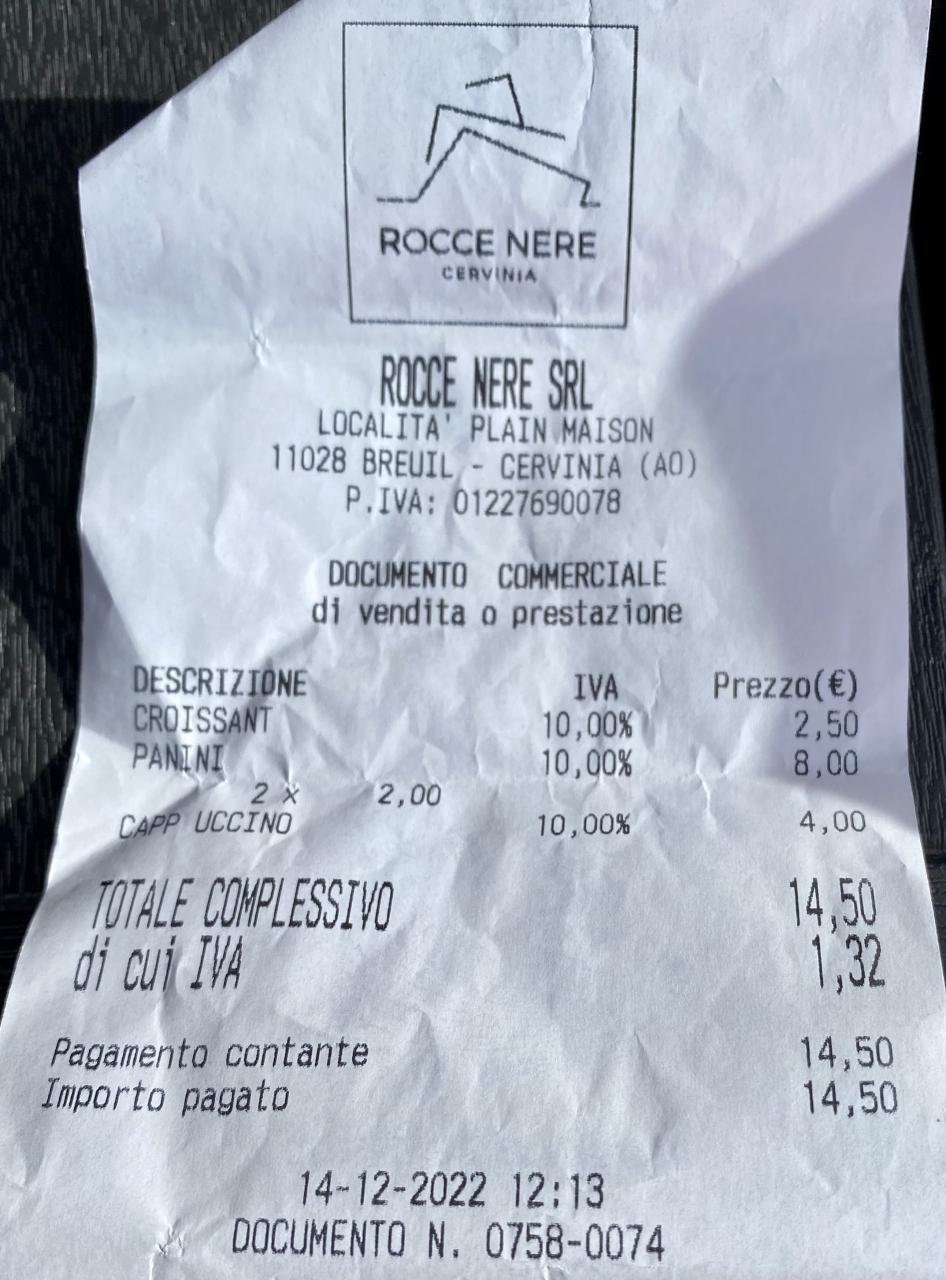 ROCCE NERE
CERVINIA
ROCCE NERE SRL
LOCALITA' PLAIN MAISON
11028 BREUIL - CERVINIA (AO)
P.IVA: 01227690078
DOCUMENTO COMMERCIALE
di vendita o prestazione
DESCRIZIONE IVA Prezzo(€)
CROISSANT 10,00% 2,50
PANINI 10,00% 8,00
2 x 2,00
CAPP UCCINO 10,00% 4,00
TOTALE COMPLESSIVO 14,50
di cui IVA 1,32
Pagamento contante 14,50
Importo pagato 14,50
14-12-2022 12:13
DOCUMENTO N. 0758-0074